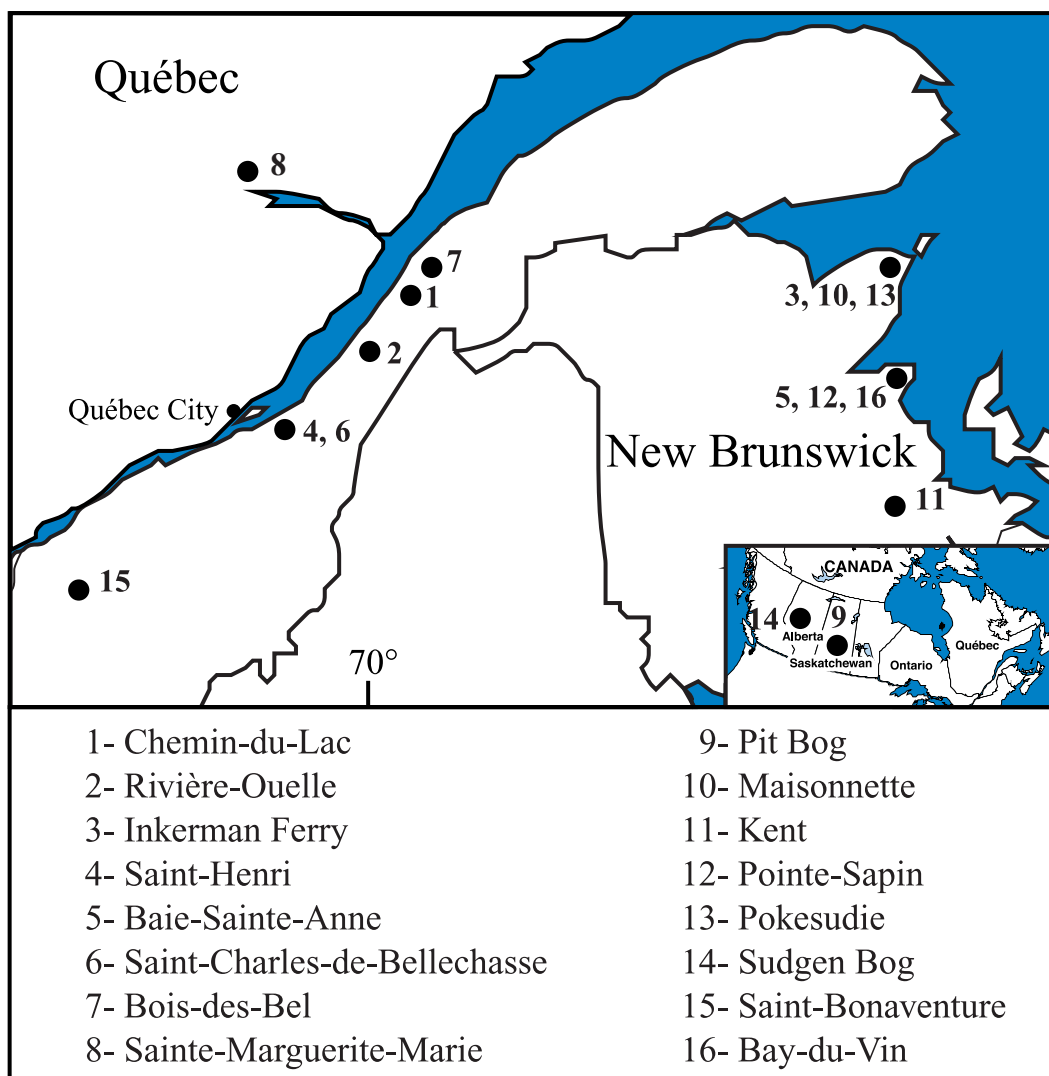 Québec
8
7
1
3, 10, 13
2
5, 12, 16
Québec City
4, 6
New Brunswick
11
15
CANADA
14
9
Alberta
Québec
Saskatchewan
Ontario
70°
1- Chemin-du-Lac
2- Rivière-Ouelle
3- Inkerman Ferry
4- Saint-Henri
5- Baie-Sainte-Anne
6- Saint-Charles-de-Bellechasse
7- Bois-des-Bel
8- Sainte-Marguerite-Marie
9- Pit Bog
10- Maisonnette
11- Kent
12- Pointe-Sapin
13- Pokesudie
14- Sudgen Bog
15- Saint-Bonaventure
16- Bay-du-Vin